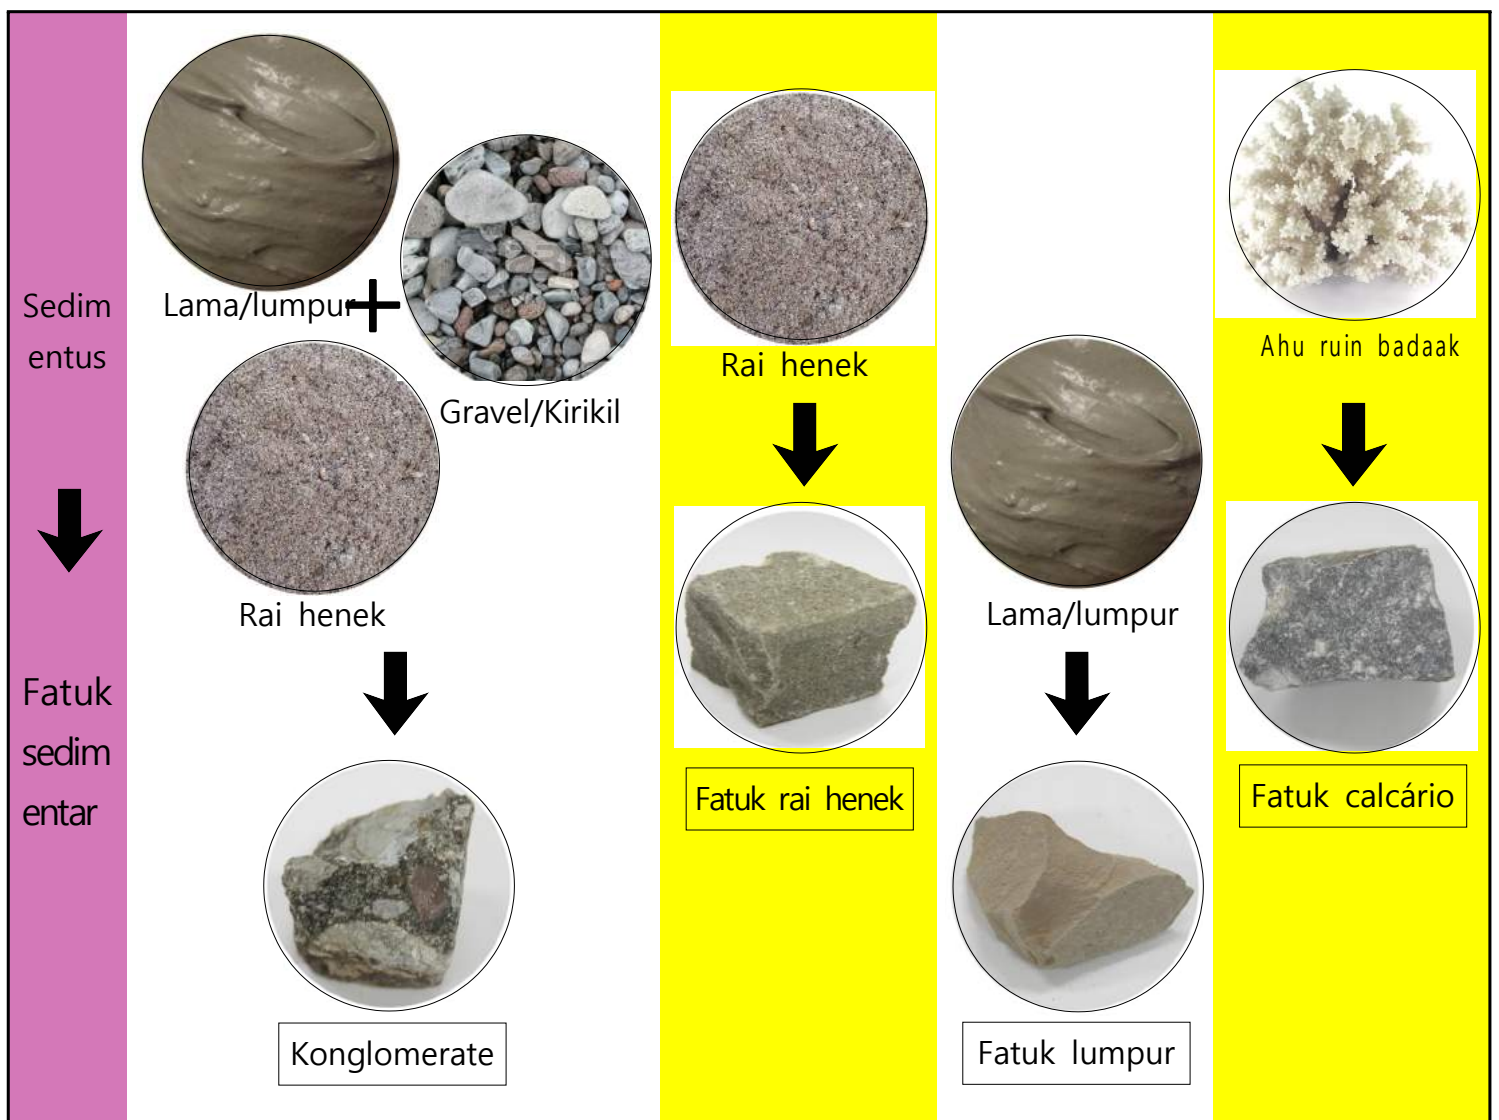 Sedim
entus
Fatuk
sedim
entar
Lama/lumpur
+
Gravel/Kirikil
Rai henek
Konglomerate
Rai henek
Fatuk rai henek
Lama/lumpur
Fatuk lumpur
Ahu ruin badaak
Fatuk calcário